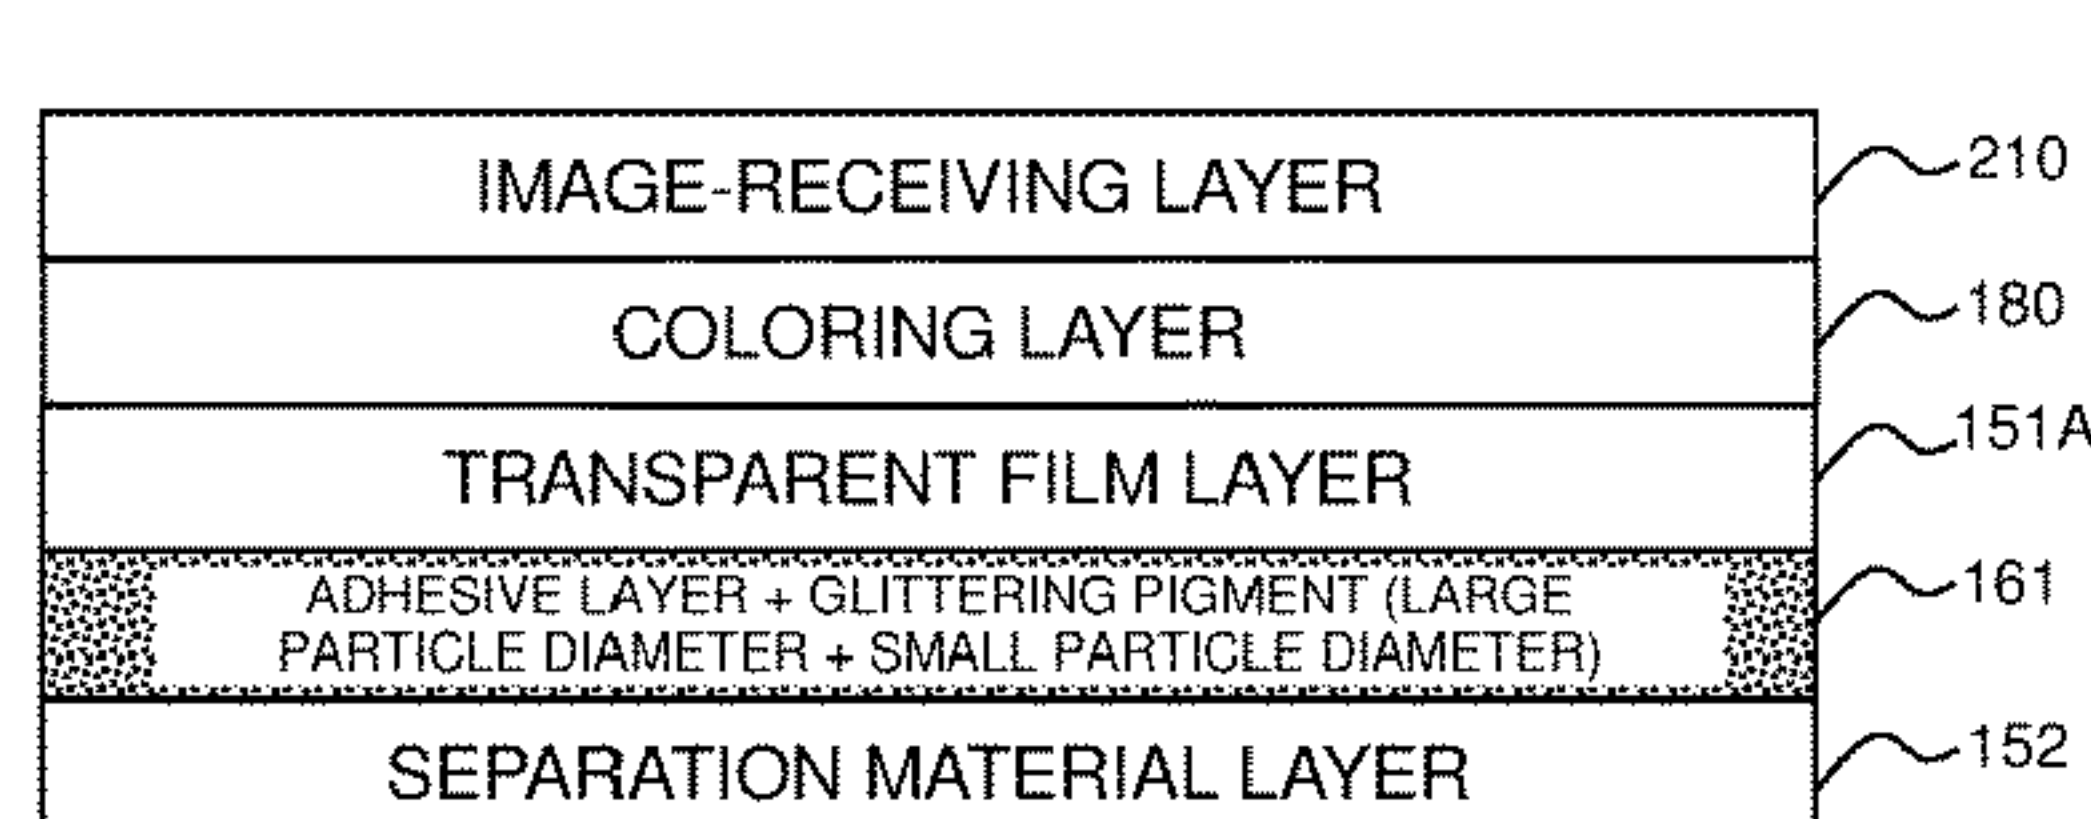 IMAGE-RECEIVING LAYER
210
COLORING LAYER
180
TRANSPARENT FILM LAYER
151A
ADHESIVE LAYER + GLITTERING PIGMENT (LARGE
PARTICLE DIAMETER + SMALL PARTICLE DIAMETER)
161
SEPARATION MATERIAL LAYER
152